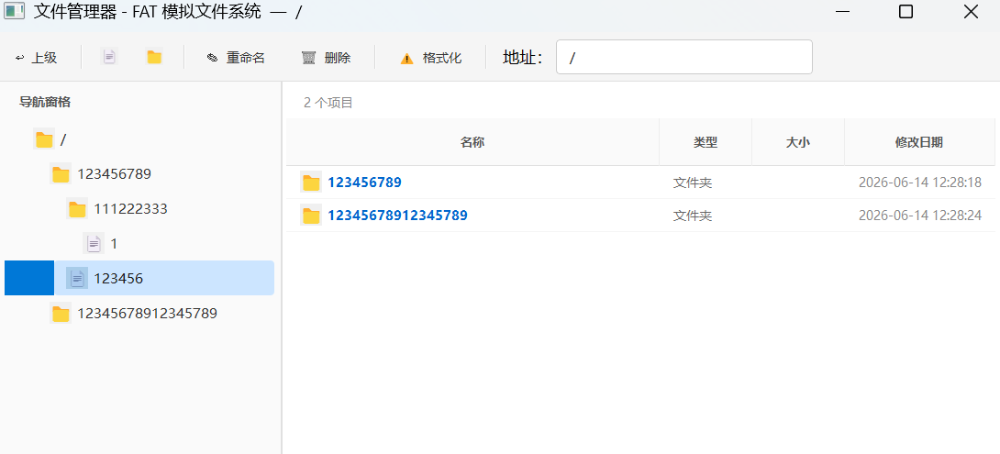 文件管理器 - FAT 模拟文件系统 — /
上级 重命名 删除 格式化 地址： /
导航窗格
/
123456789
111222333
1
123456
12345678912345789
2 个项目
名称 类型 大小 修改日期
123456789 文件夹 2026-06-14 12:28:18
12345678912345789 文件夹 2026-06-14 12:28:24